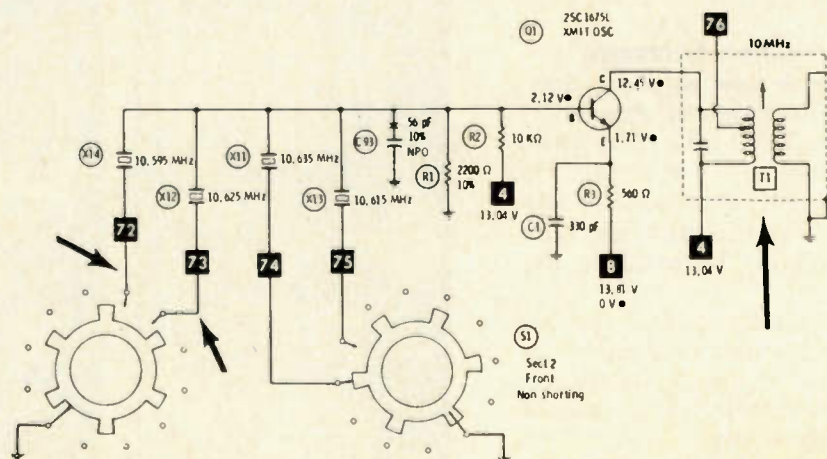 Q1
2SC1675L
XMIT OSC
76
10 MHz
C
12.45 V
2.12 V
B
E
1.71 V
X14
10.595 MHz
X12
10.625 MHz
X11
10.635 MHz
X13
10.615 MHz
C93
56 pF
10%
NPO
R1
2200 Ω
10%
R2
10 KΩ
4
13.04 V
C1
330 pF
R3
560 Ω
8
13.81 V
0 V
T1
4
13.04 V
72
73
74
75
S1
Sect 2
Front
Non shorting